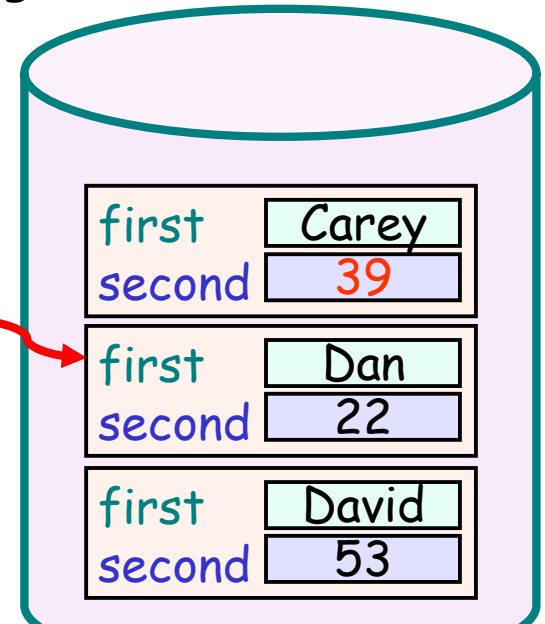 first Carey
second 39
first Dan
second 22
first David
second 53